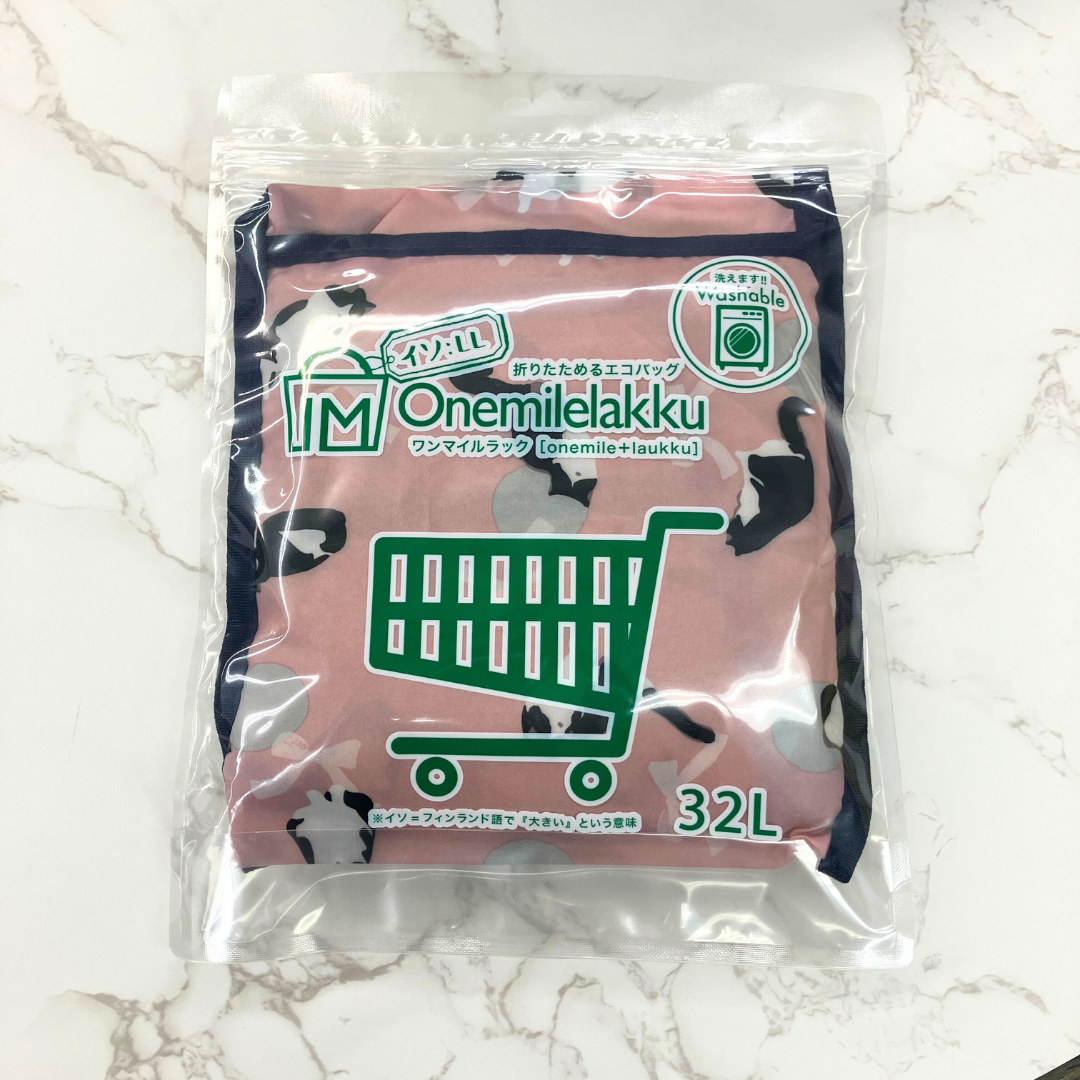 洗えます!!
Washable
イソ:LL
折りたためるエコバッグ
1M
Onemilelakku
ワンマイルラック [onemile+laukku]
※イソ=フィンランド語で『大きい』という意味
32L